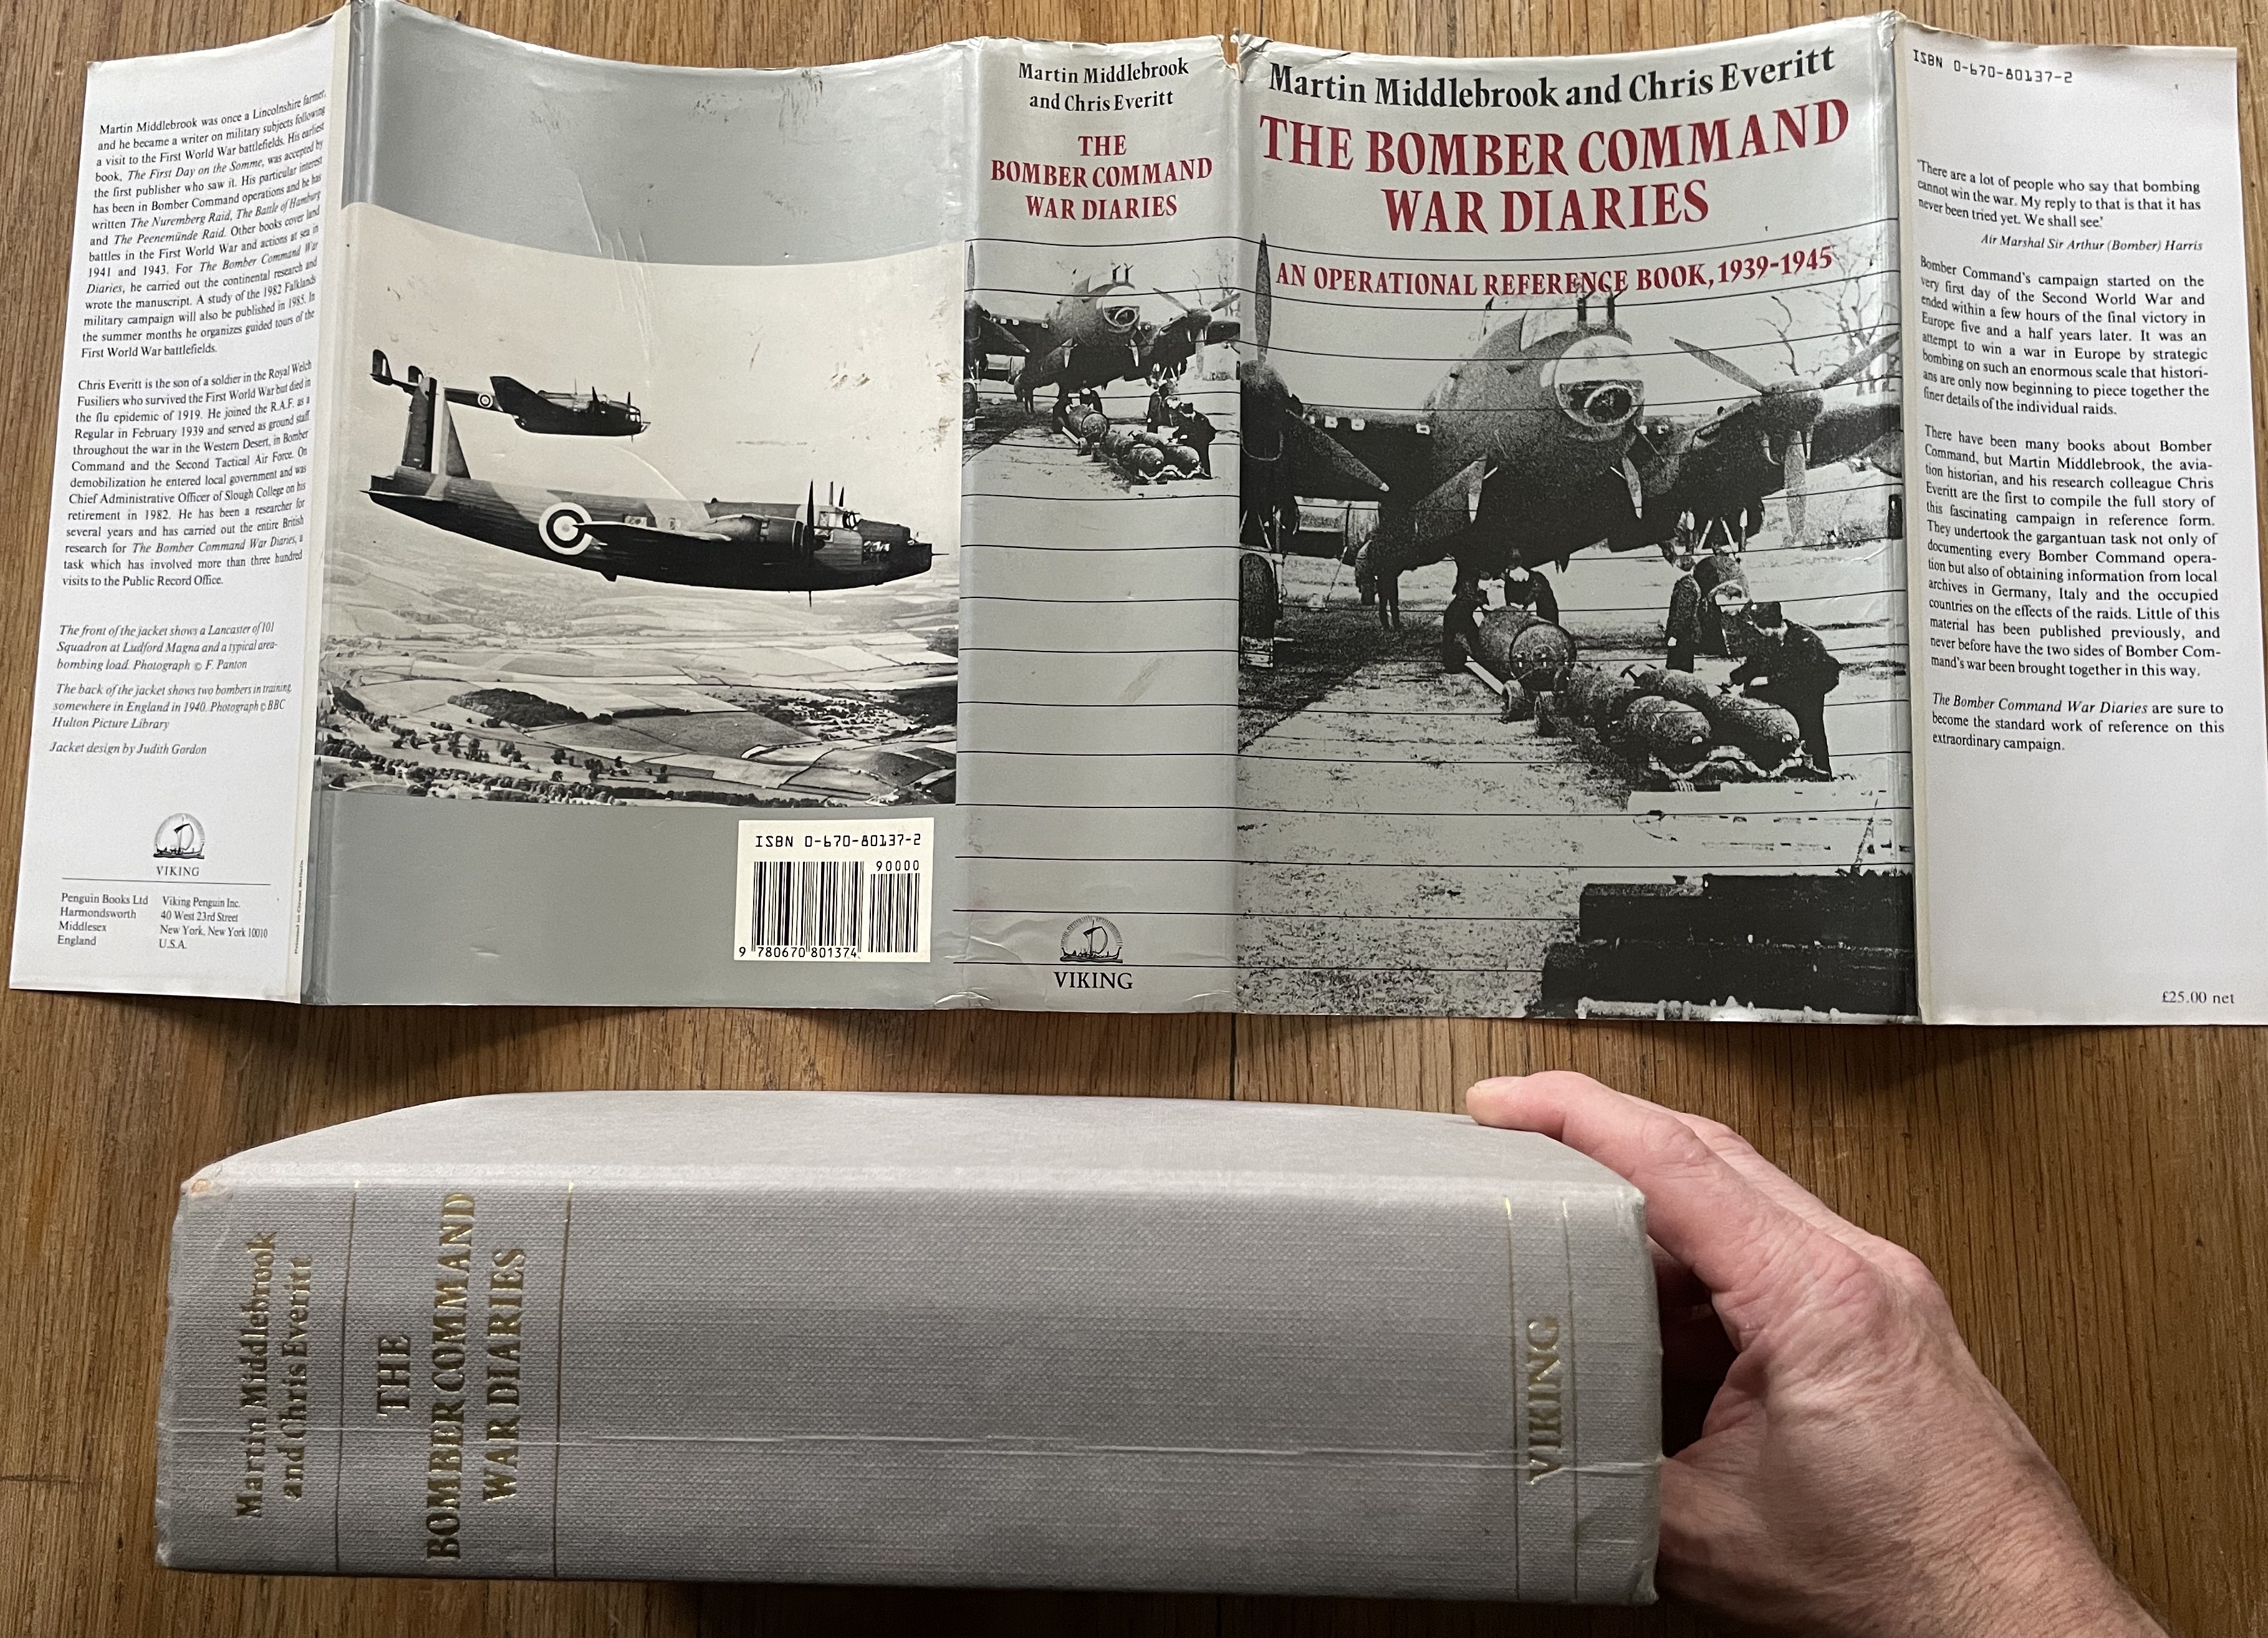 Martin Middlebrook was once a Lincolnshire farmer,
and he became a writer on military subjects following
a visit to the First World War battlefields. His earliest
book, The First Day on the Somme, was accepted by
the first publisher who saw it. His particular interest
has been in Bomber Command operations and he has
written The Nuremberg Raid, The Battle of Hamburg
and The Peenemünde Raid. Other books cover land
battles in the First World War and actions at sea in
1941 and 1943. For The Bomber Command War
Diaries, he carried out the continental research and
wrote the manuscript. A study of the 1982 Falklands
military campaign will also be published in 1985. In
the summer months he organizes guided tours of the
First World War battlefields.
Chris Everitt is the son of a soldier in the Royal Welch
Fusiliers who survived the First World War but died in
the flu epidemic of 1919. He joined the R.A.F. as a
Regular in February 1939 and served as ground staff
throughout the war in the Western Desert, in Bomber
Command and the Second Tactical Air Force. On
demobilization he entered local government and was
Chief Administrative Officer of Slough College on his
retirement in 1982. He has been a researcher for
several years and has carried out the entire British
research for The Bomber Command War Diaries, a
task which has involved more than three hundred
visits to the Public Record Office.
The front of the jacket shows a Lancaster of 101
Squadron at Ludford Magna and a typical area-
bombing load. Photograph © F. Panton
The back of the jacket shows two bombers in training,
somewhere in England in 1940. Photograph © BBC
Hulton Picture Library
Jacket design by Judith Gordon
VIKING
Penguin Books Ltd
Harmondsworth
Middlesex
England
Viking Penguin Inc.
40 West 23rd Street
New York, New York 10010
U.S.A.
Printed in Great Britain
ISBN 0-670-80137-2
90000
9 780670 801374
Martin Middlebrook
and Chris Everitt
THE
BOMBER COMMAND
WAR DIARIES
VIKING
Martin Middlebrook and Chris Everitt
THE BOMBER COMMAND
WAR DIARIES
AN OPERATIONAL REFERENCE BOOK, 1939-1945
ISBN 0-670-80137-2
'There are a lot of people who say that bombing
cannot win the war. My reply to that is that it has
never been tried yet. We shall see.'
Air Marshal Sir Arthur (Bomber) Harris
Bomber Command's campaign started on the
very first day of the Second World War and
ended within a few hours of the final victory in
Europe five and a half years later. It was an
attempt to win a war in Europe by strategic
bombing on such an enormous scale that histori-
ans are only now beginning to piece together the
finer details of the individual raids.
There have been many books about Bomber
Command, but Martin Middlebrook, the avia-
tion historian, and his research colleague Chris
Everitt are the first to compile the full story of
this fascinating campaign in reference form.
They undertook the gargantuan task not only of
documenting every Bomber Command opera-
tion but also of obtaining information from local
archives in Germany, Italy and the occupied
countries on the effects of the raids. Little of this
material has been published previously, and
never before have the two sides of Bomber Com-
mand's war been brought together in this way.
The Bomber Command War Diaries are sure to
become the standard work of reference on this
extraordinary campaign.
£25.00 net
Martin Middlebrook
and Chris Everitt
THE
BOMBER COMMAND
WAR DIARIES
VIKING